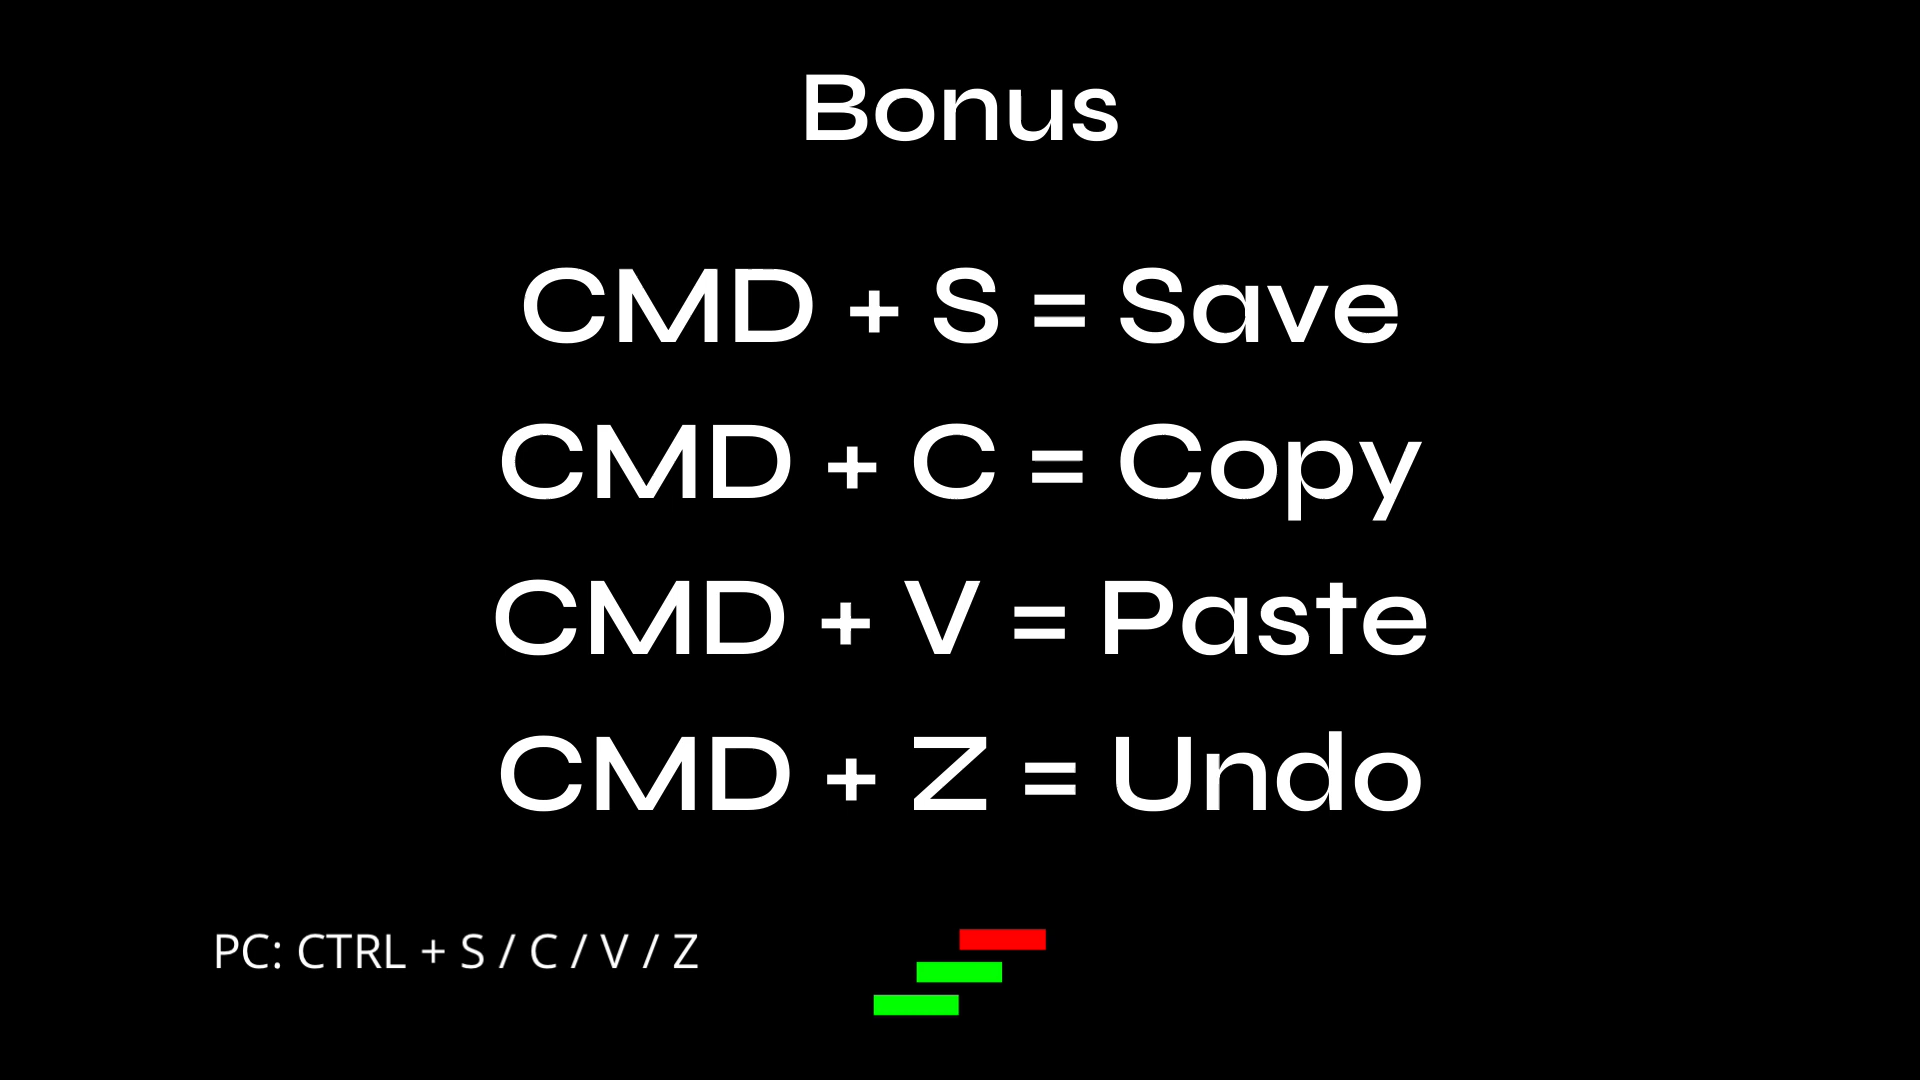 Bonus
CMD + S = Save
CMD + C = Copy
CMD + V = Paste
CMD + Z = Undo
PC: CTRL + S / C / V / Z